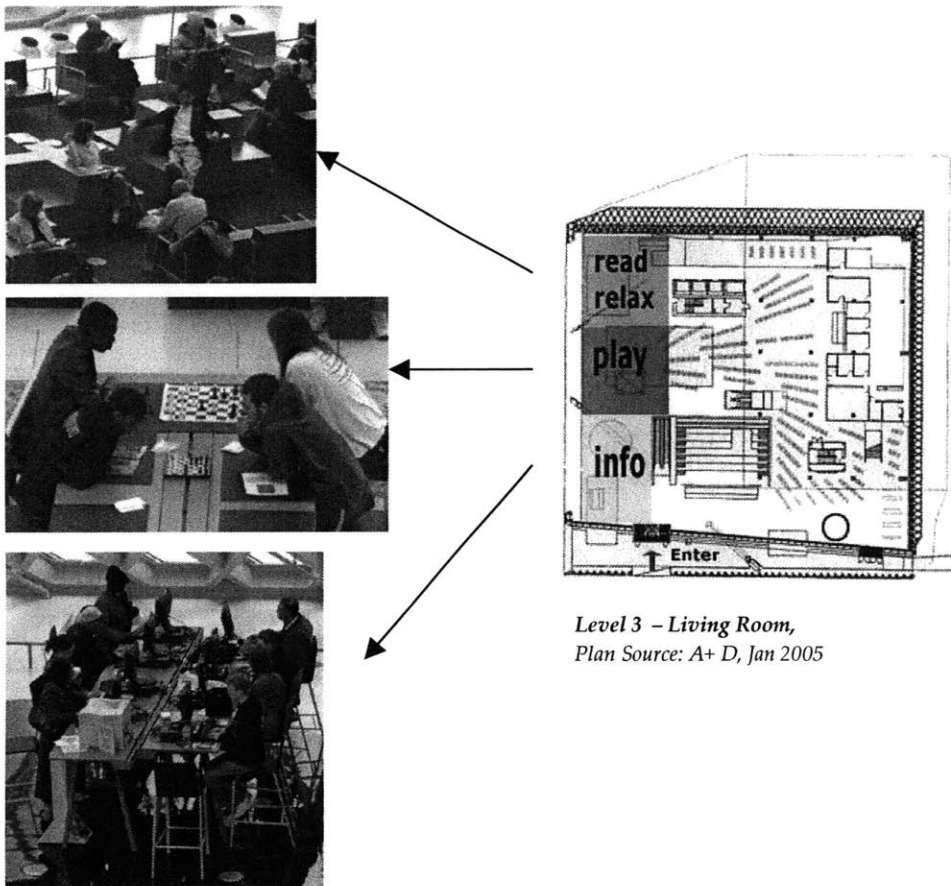 read
relax
play
info
Enter
Level 3 – Living Room,
Plan Source: A+ D, Jan 2005